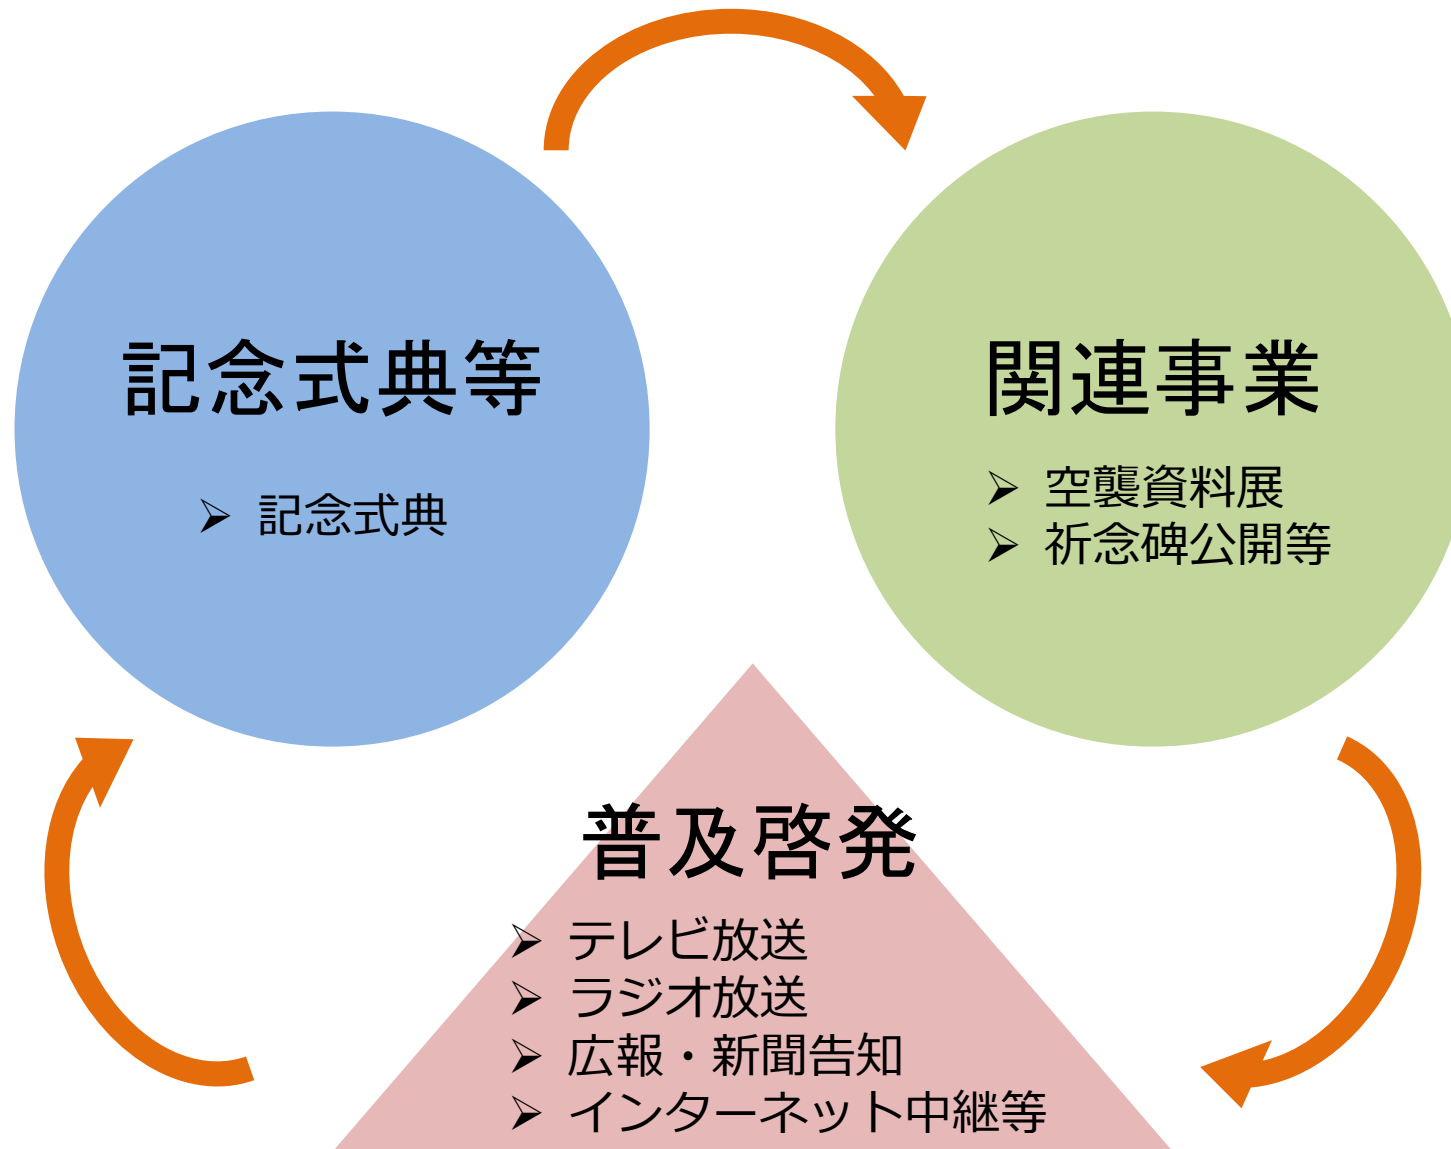 記念式典等
➢ 記念式典
関連事業
➢ 空襲資料展
➢ 祈念碑公開等
普及啓発
➢ テレビ放送
➢ ラジオ放送
➢ 広報・新聞告知
➢ インターネット中継等